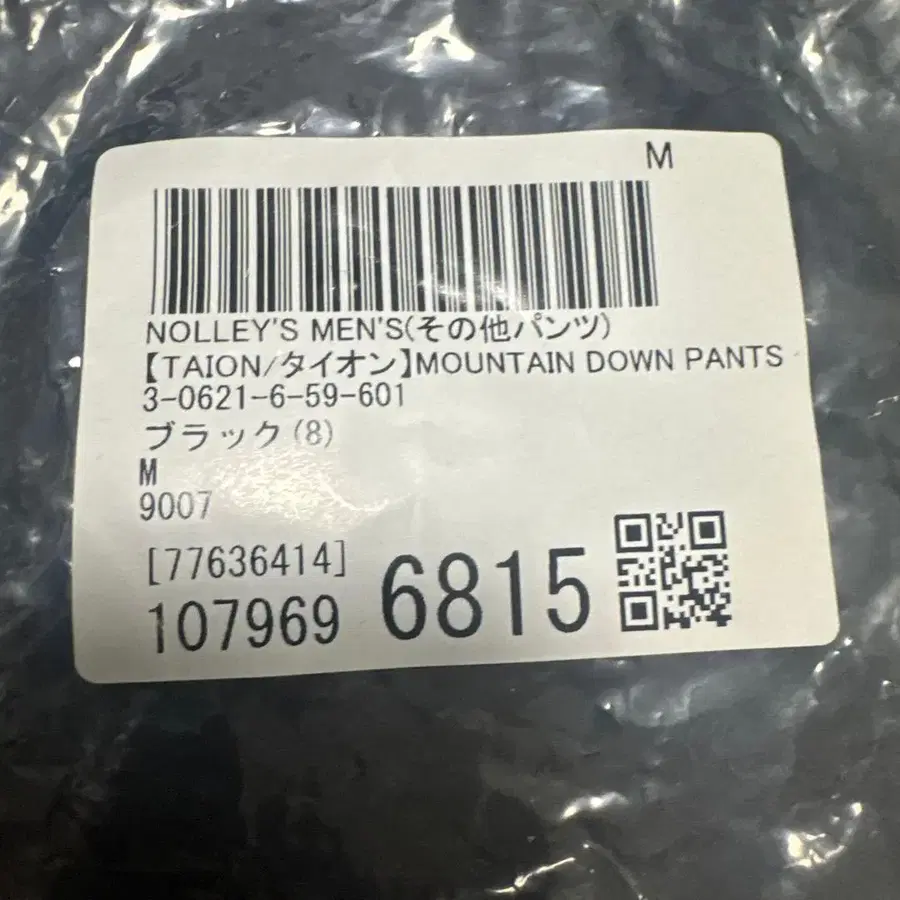 M
NOLLEY'S MEN'S(その他パンツ)
【TAION/タイオン】MOUNTAIN DOWN PANTS
3-0621-6-59-601
ブラック(8)
M
9007
[77636414]
107969 6815